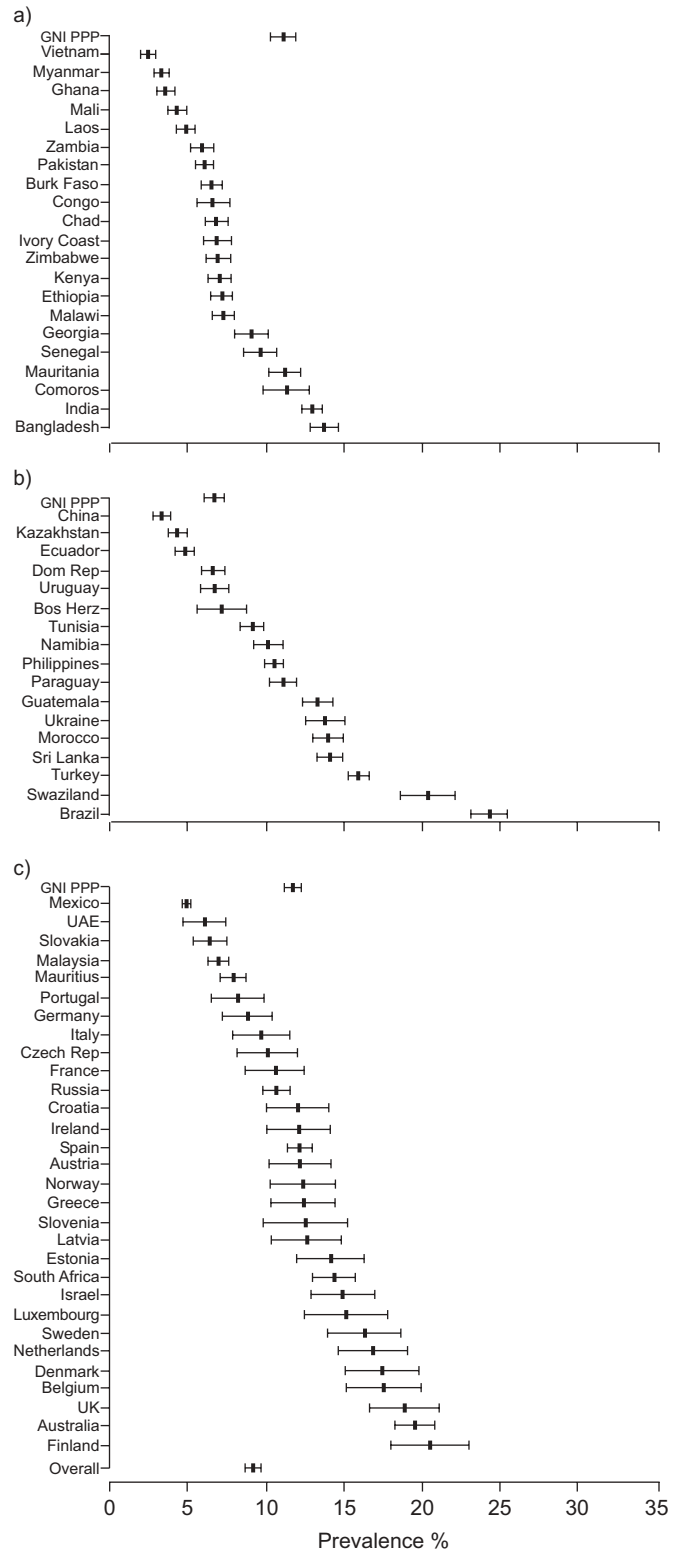 a)
GNI PPP
Vietnam
Myanmar
Ghana
Mali
Laos
Zambia
Pakistan
Burk Faso
Congo
Chad
Ivory Coast
Zimbabwe
Kenya
Ethiopia
Malawi
Georgia
Senegal
Mauritania
Comoros
India
Bangladesh
b)
GNI PPP
China
Kazakhstan
Ecuador
Dom Rep
Uruguay
Bos Herz
Tunisia
Namibia
Philippines
Paraguay
Guatemala
Ukraine
Morocco
Sri Lanka
Turkey
Swaziland
Brazil
c)
GNI PPP
Mexico
UAE
Slovakia
Malaysia
Mauritius
Portugal
Germany
Italy
Czech Rep
France
Russia
Croatia
Ireland
Spain
Austria
Norway
Greece
Slovenia
Latvia
Estonia
South Africa
Israel
Luxembourg
Sweden
Netherlands
Denmark
Belgium
UK
Australia
Finland
Overall
0 5 10 15 20 25 30 35
Prevalence %